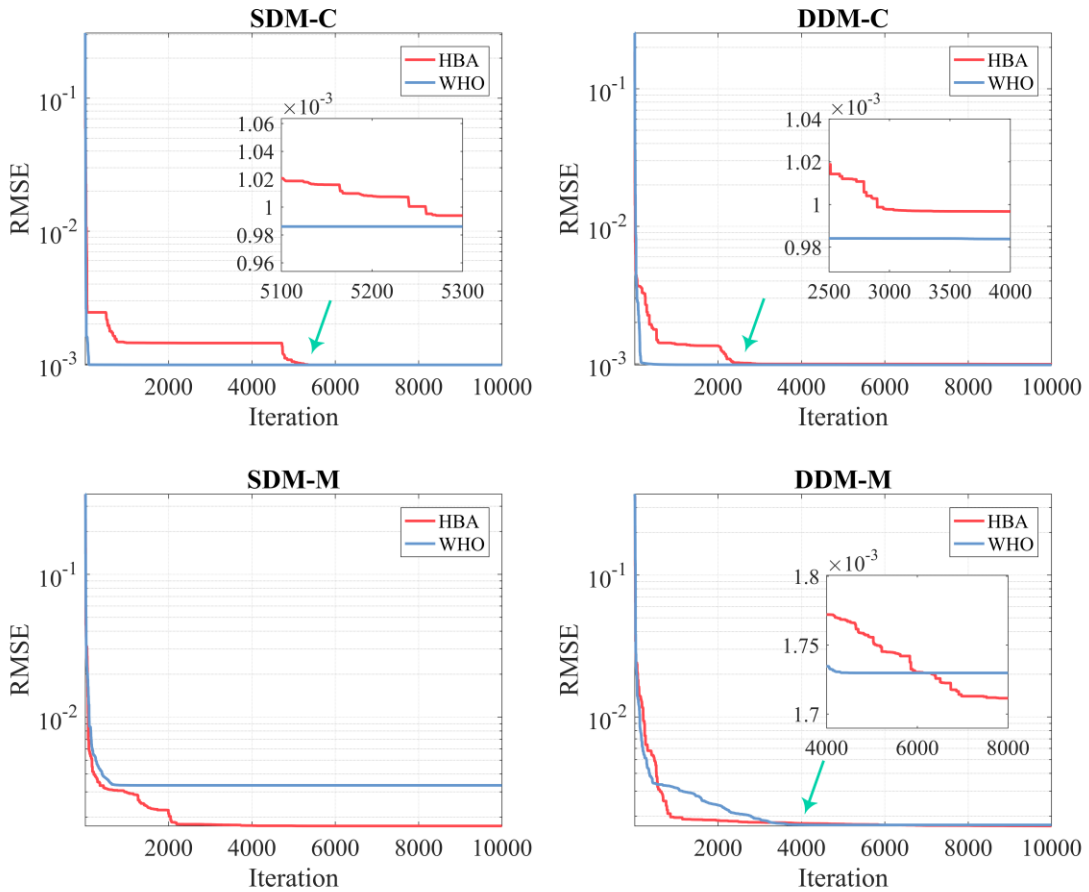 SDM-C
HBA
WHO
RMSE
10⁻¹
10⁻²
10⁻³
×10⁻³
1.06
1.04
1.02
1
0.98
0.96
5100 5200 5300
2000 4000 6000 8000 10000
Iteration
DDM-C
HBA
WHO
RMSE
10⁻¹
10⁻²
10⁻³
×10⁻³
1.04
1.02
1
0.98
2500 3000 3500 4000
2000 4000 6000 8000 10000
Iteration
SDM-M
HBA
WHO
RMSE
10⁻¹
10⁻²
2000 4000 6000 8000 10000
Iteration
DDM-M
HBA
WHO
RMSE
10⁻¹
10⁻²
×10⁻³
1.8
1.75
1.7
4000 6000 8000
2000 4000 6000 8000 10000
Iteration